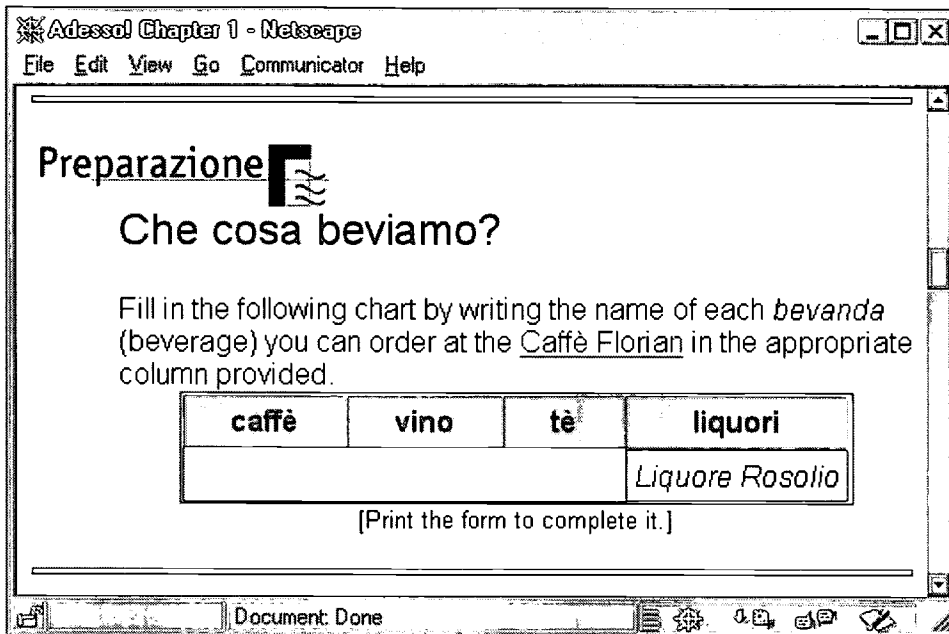 Adesso! Chapter 1 - Netscape
File Edit View Go Communicator Help
Preparazione
Che cosa beviamo?
Fill in the following chart by writing the name of each bevanda
(beverage) you can order at the Caffè Florian in the appropriate
column provided.
caffè vino tè liquori
Liquore Rosolio
[Print the form to complete it.]
Document: Done